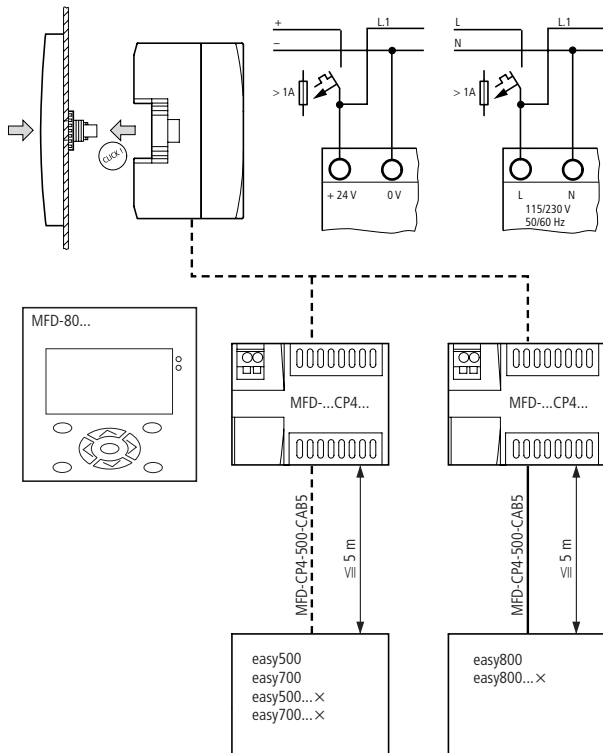 + L.1
−
> 1A
+ 24 V 0 V
L L.1
N
> 1A
L N
115/230 V
50/60 Hz
CLICK !
MFD-80...
MFD-...CP4...
MFD-...CP4...
MFD-CP4-500-CAB5
≦ 5 m
MFD-CP4-500-CAB5
≦ 5 m
easy500
easy700
easy500...×
easy700...×
easy800
easy800...×